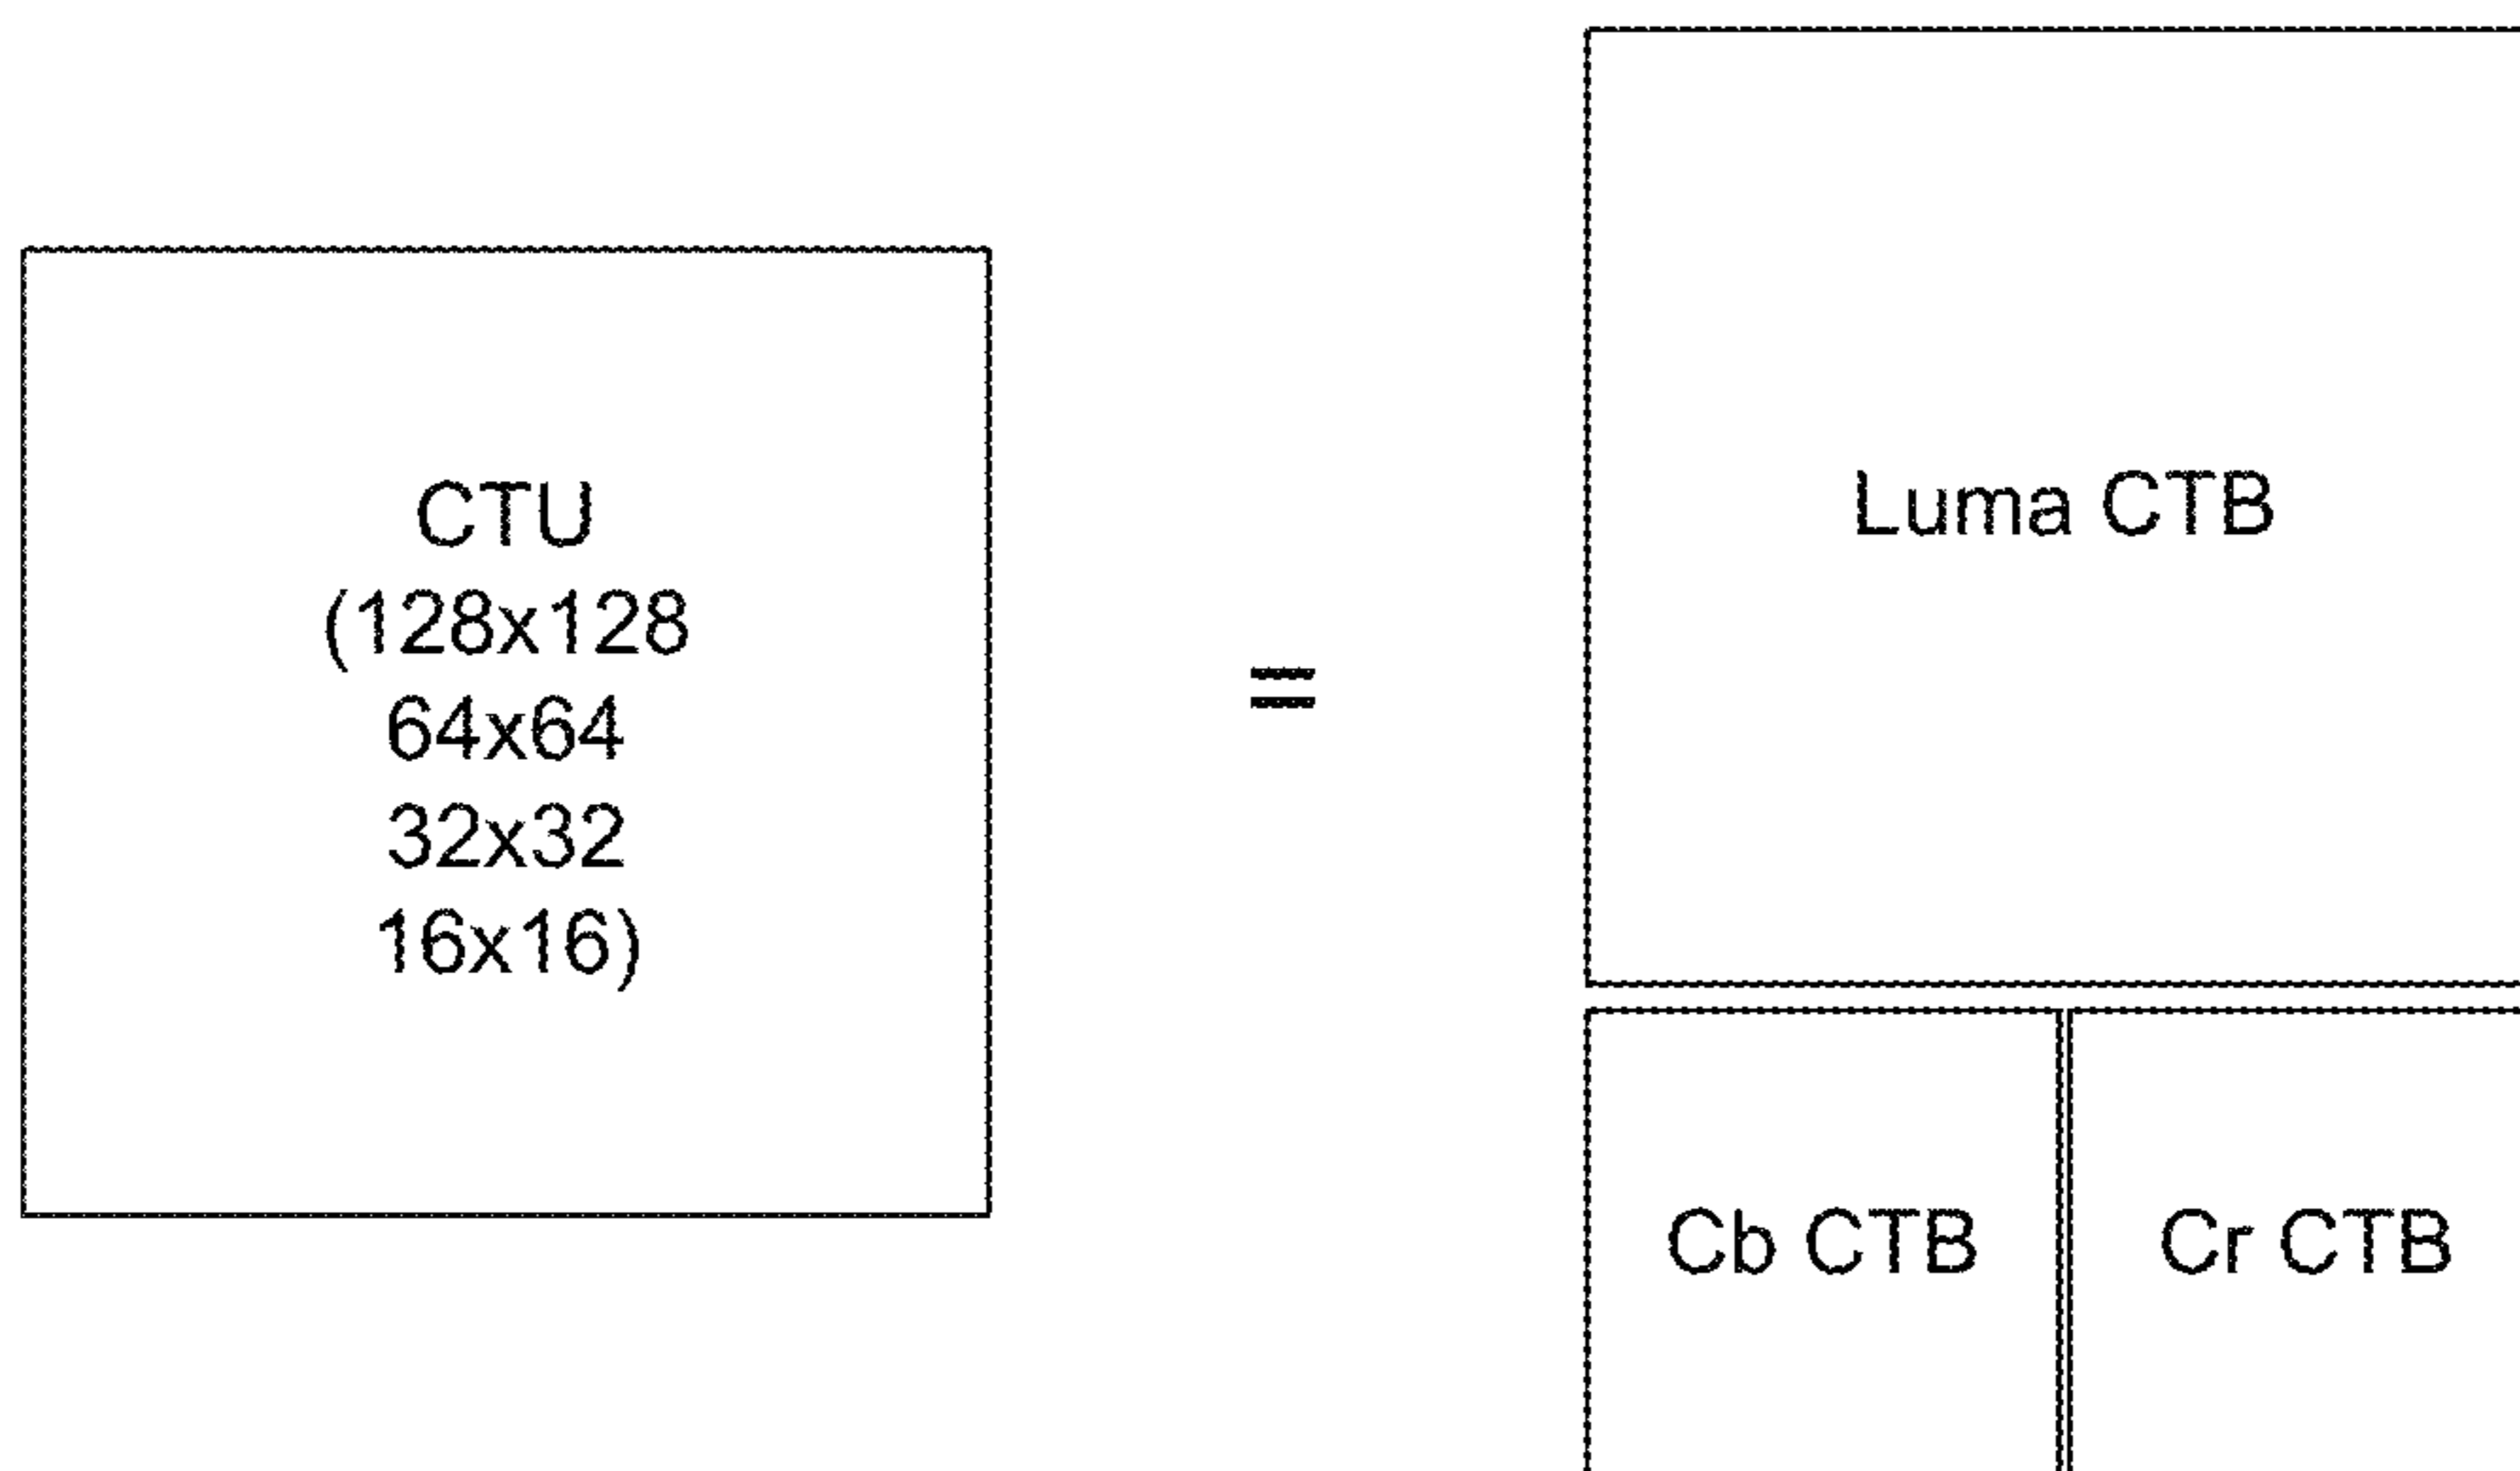 CTU
(128x128
64x64
32x32
16x16)
=
Luma CTB
Cb CTB
Cr CTB